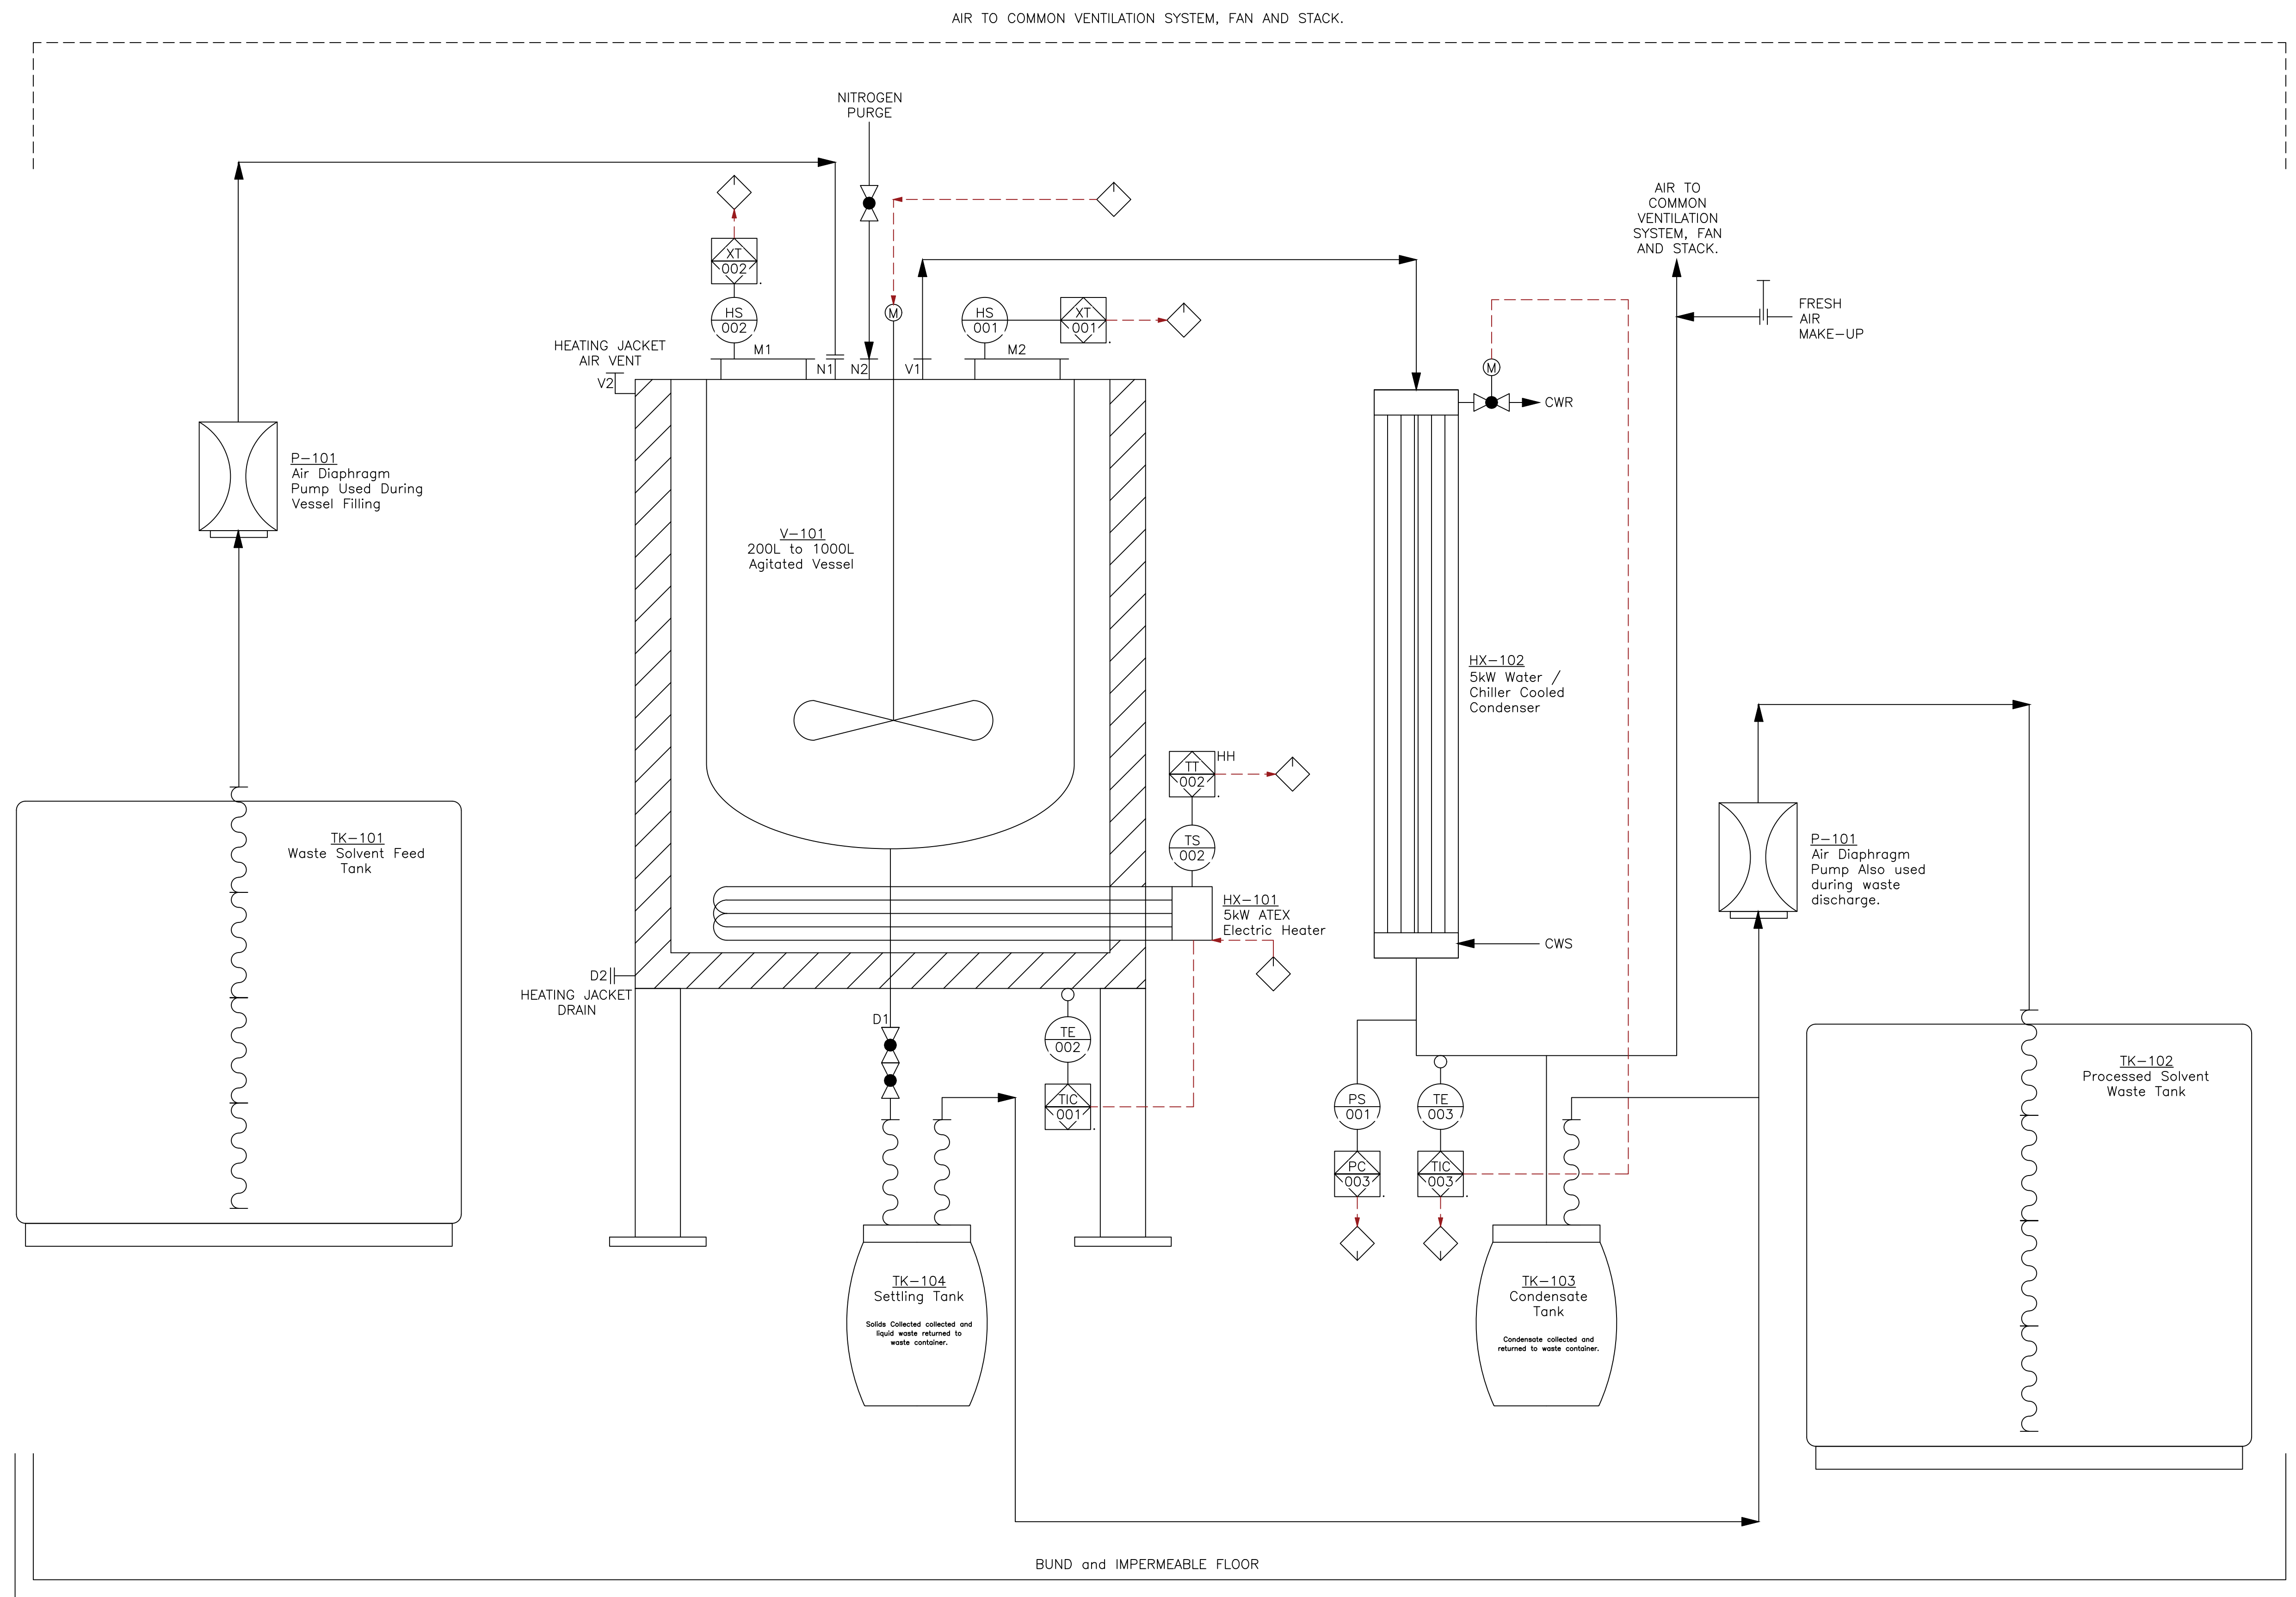 AIR TO COMMON VENTILATION SYSTEM, FAN AND STACK.
NITROGEN
PURGE
AIR TO
COMMON
VENTILATION
SYSTEM, FAN
AND STACK.
XT
002
HS
002
M
HS
001
XT
001
FRESH
AIR
MAKE-UP
HEATING JACKET
AIR VENT
V2
M1
N1
N2
V1
M2
M
CWR
P-101
Air Diaphragm
Pump Used During
Vessel Filling
V-101
200L to 1000L
Agitated Vessel
HX-102
5kW Water /
Chiller Cooled
Condenser
TT
002
HH
TS
002
TK-101
Waste Solvent Feed
Tank
P-101
Air Diaphragm
Pump Also used
during waste
discharge.
HX-101
5kW ATEX
Electric Heater
CWS
D2
HEATING JACKET
DRAIN
D1
TE
002
TIC
001
PS
001
TE
003
PC
003
TIC
003
TK-102
Processed Solvent
Waste Tank
TK-104
Settling Tank
Solids Collected collected and
liquid waste returned to
waste container.
TK-103
Condensate
Tank
Condensate collected and
returned to waste container.
BUND and IMPERMEABLE FLOOR